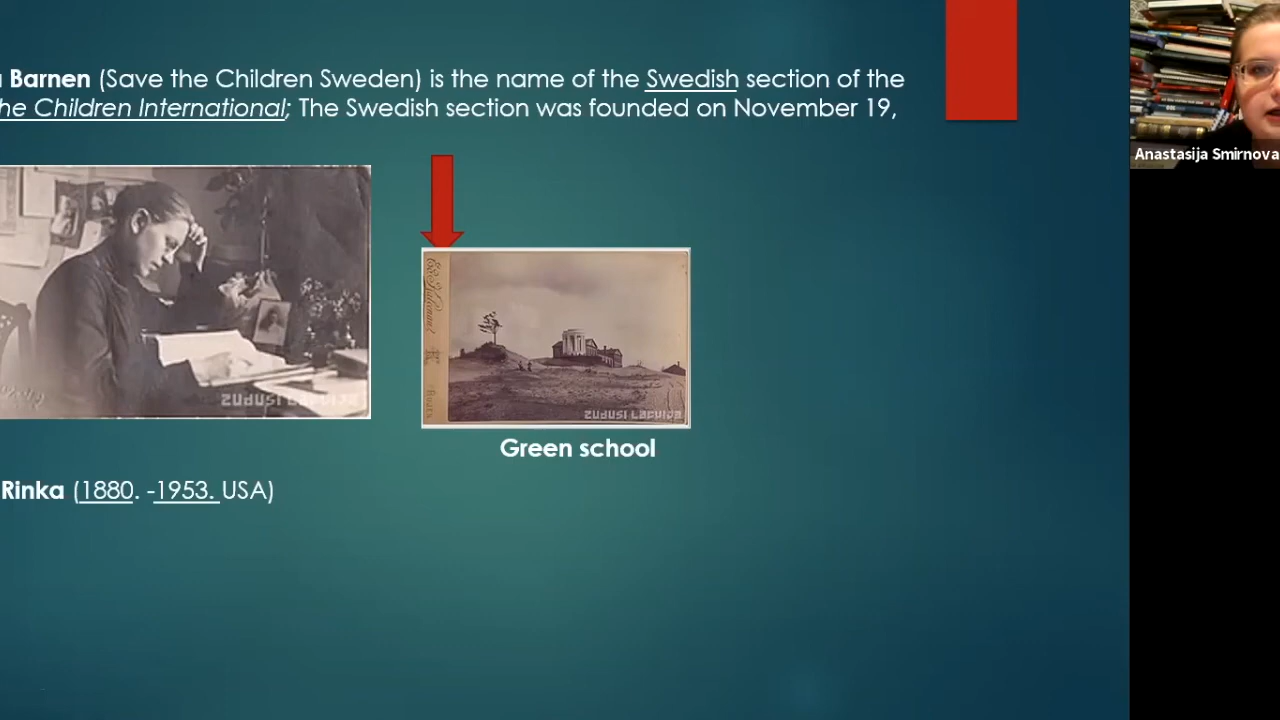 Barnen (Save the Children Sweden) is the name of the Swedish section of the
he Children International; The Swedish section was founded on November 19,
Anastasija Smirnova
ZUDUSI LATVIJA
ZUDUSI LATVIJA
Green school
Rinka (1880. -1953. USA)